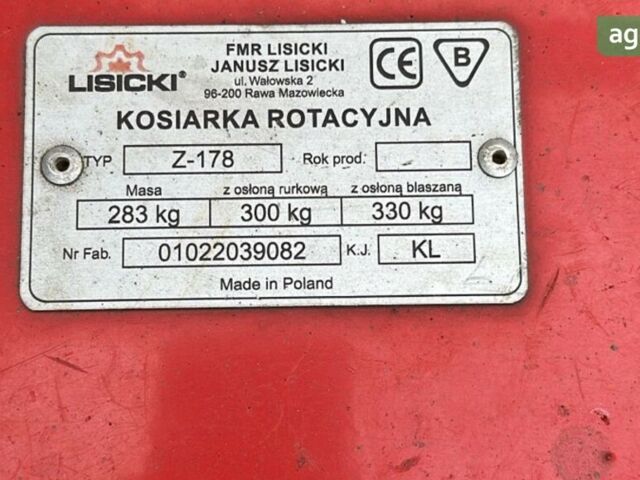 LISICKI®
FMR LISICKI
JANUSZ LISICKI
ul. Wałowska 2
96-200 Rawa Mazowiecka
CE
B
ag
KOSIARKA ROTACYJNA
TYP Z-178 Rok prod.
Masa z osłoną rurkową z osłoną blaszaną
283 kg 300 kg 330 kg
Nr Fab. 01022039082 K.J. KL
Made in Poland